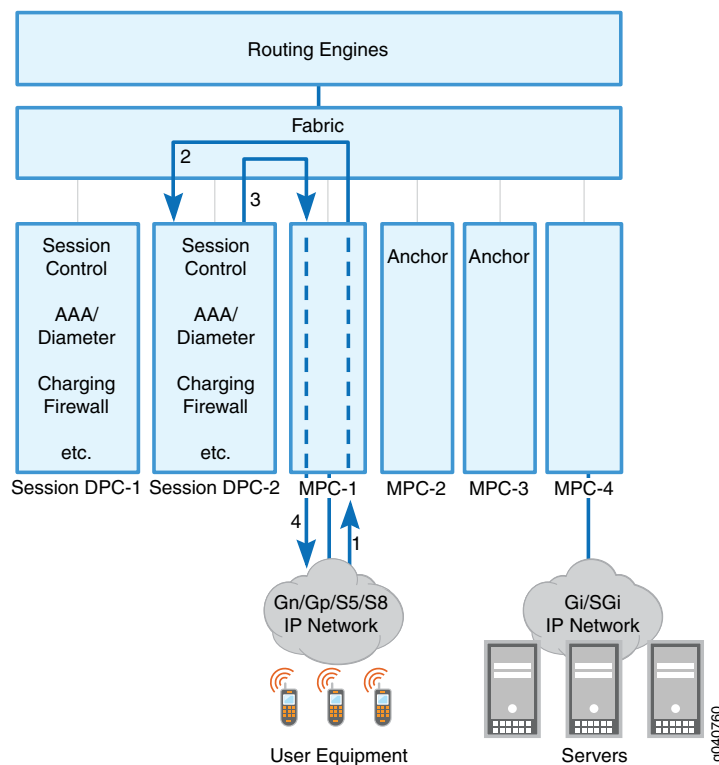 Routing Engines
Fabric
2
3
Session
Control
AAA/
Diameter
Charging
Firewall
etc.
Session
Control
AAA/
Diameter
Charging
Firewall
etc.
Anchor
Anchor
Session DPC-1
Session DPC-2
MPC-1
MPC-2
MPC-3
MPC-4
4
1
Gn/Gp/S5/S8
IP Network
Gi/SGi
IP Network
User Equipment
Servers
g040760